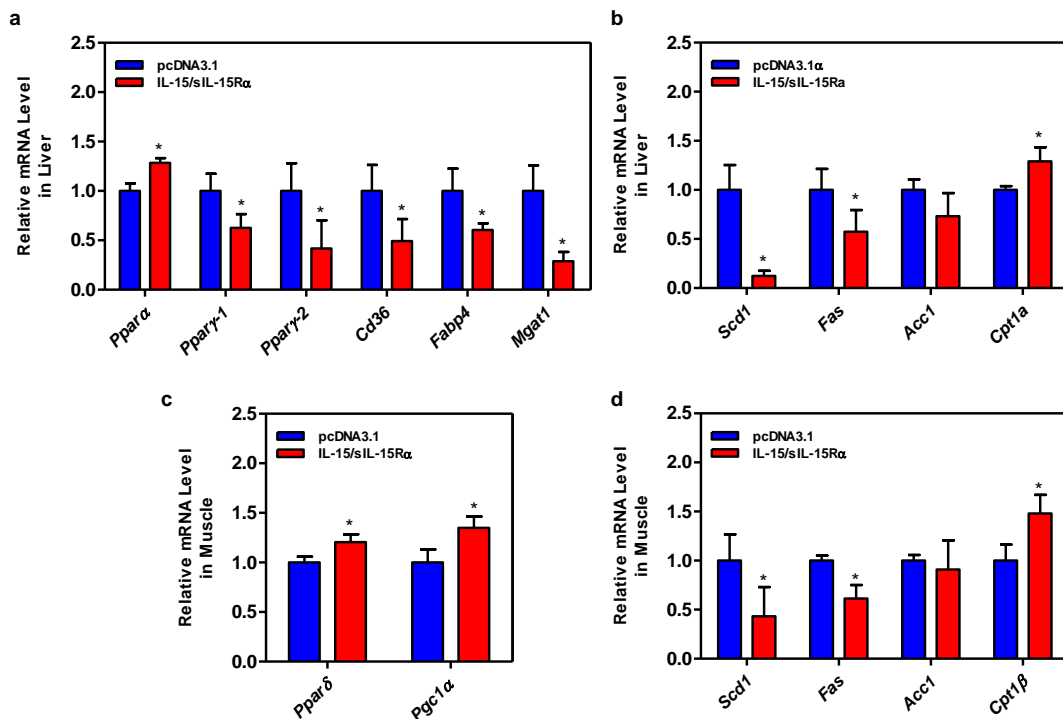 a
Relative mRNA Level
in Liver
2.5
2.0
1.5
1.0
0.5
0.0
pcDNA3.1
IL-15/sIL-15Rα
*
*
*
*
*
*
Pparα
Pparγ-1
Pparγ-2
Cd36
Fabp4
Mgat1
b
Relative mRNA Level
in Liver
2.5
2.0
1.5
1.0
0.5
0.0
pcDNA3.1α
IL-15/sIL-15Ra
*
*
*
Scd1
Fas
Acc1
Cpt1a
c
Relative mRNA Level
in Muscle
2.5
2.0
1.5
1.0
0.5
0.0
pcDNA3.1
IL-15/sIL-15Rα
*
*
Pparδ
Pgc1α
d
Relative mRNA Level
in Muscle
2.5
2.0
1.5
1.0
0.5
0.0
pcDNA3.1
IL-15/sIL-15Rα
*
*
*
Scd1
Fas
Acc1
Cpt1β